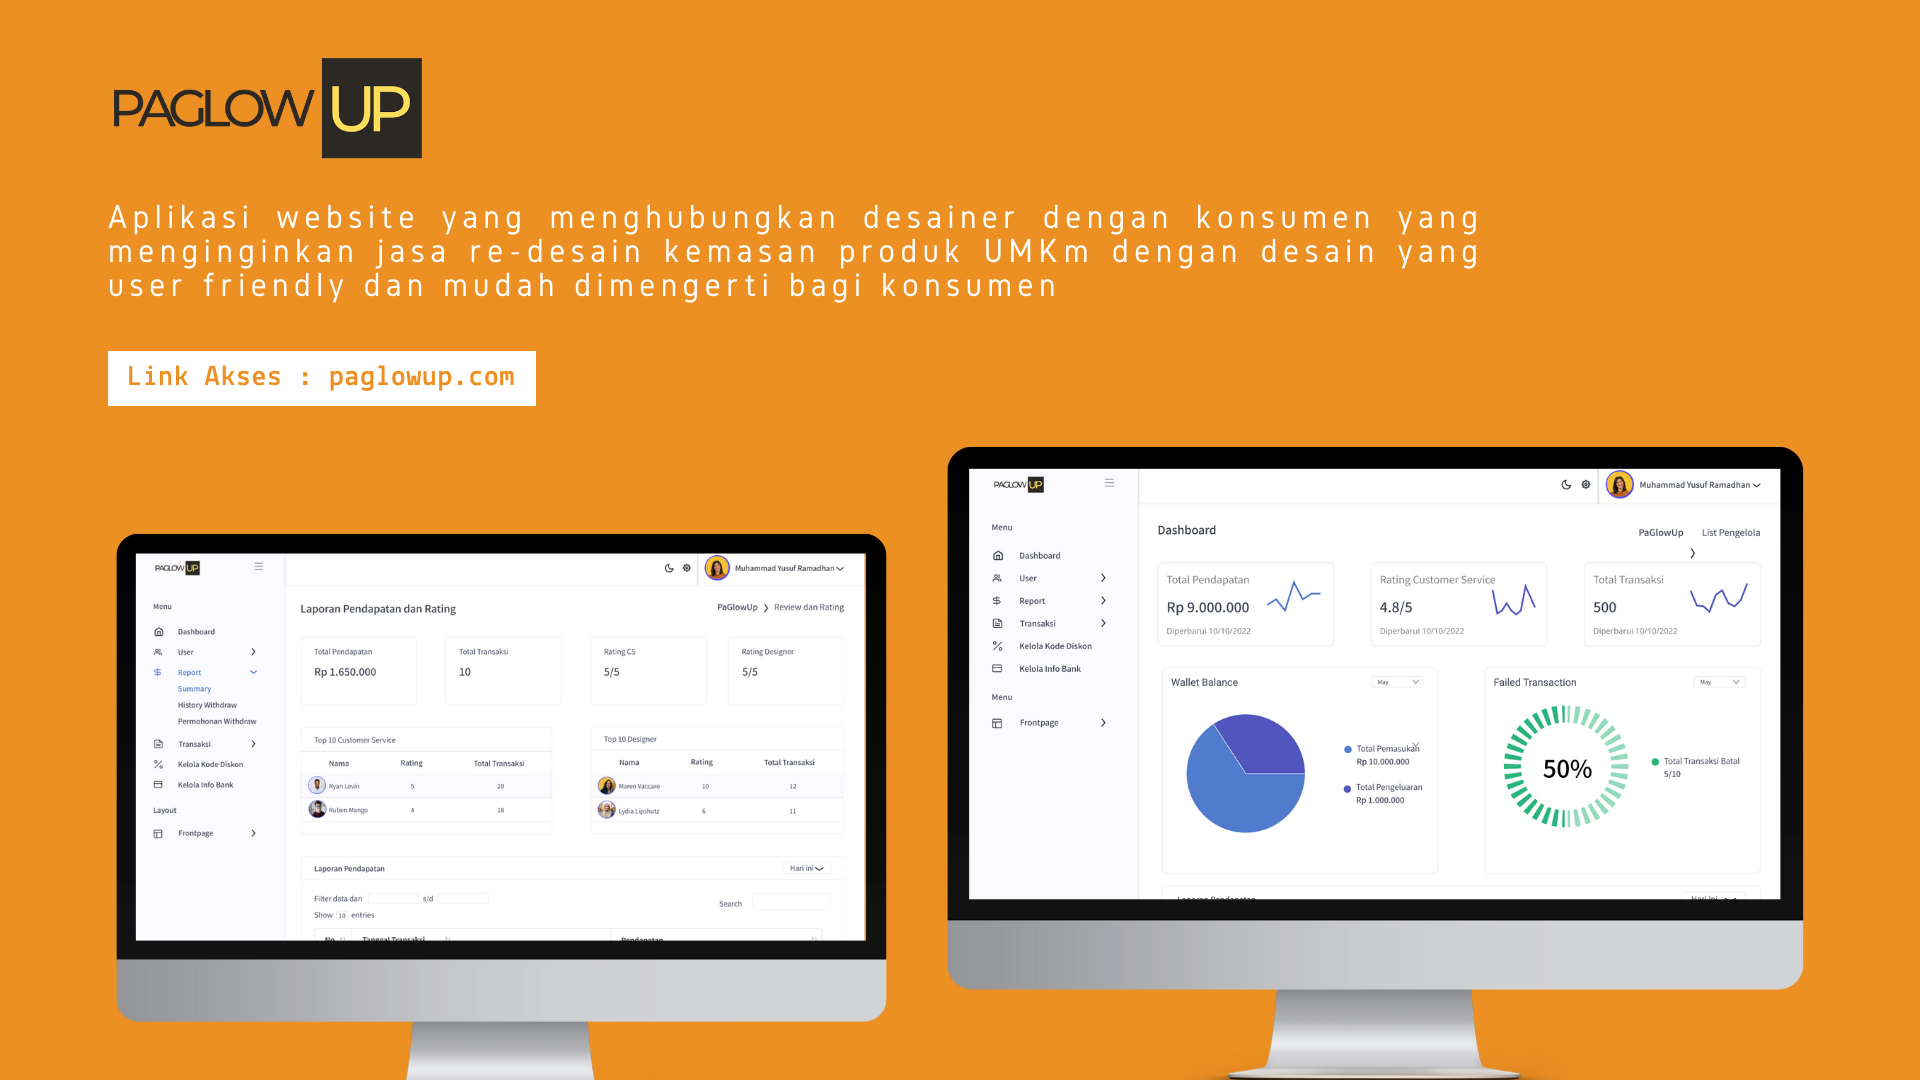 PAGLOW UP
Aplikasi website yang menghubungkan desainer dengan konsumen yang
menginginkan jasa re-desain kemasan produk UMKm dengan desain yang
user friendly dan mudah dimengerti bagi konsumen
Link Akses : paglowup.com
PAGLOW UP
Muhammad Yusuf Ramadhan
Menu
Dashboard
User
Report
Summary
History Withdraw
Permohonan Withdraw
Transaksi
Kelola Kode Diskon
Kelola Info Bank
Layout
Frontpage
Laporan Pendapatan dan Rating
PaGlowUp > Review dan Rating
Total Pendapatan
Rp 1.650.000
Total Transaksi
10
Rating CS
5/5
Rating Designer
5/5
Top 10 Customer Service
Nama Rating Total Transaksi
Ryan Levin 5 20
Ruben Mango 4 18
Top 10 Designer
Nama Rating Total Transaksi
Maren Vaccaro 10 12
Lydia Lipshutz 6 11
Laporan Pendapatan
Hari ini
Filter data dari s/d
Search
Show 10 entries
No Tanggal Transaksi Pendapatan
PAGLOW UP
Muhammad Yusuf Ramadhan
Menu
Dashboard
User
Report
Transaksi
Kelola Kode Diskon
Kelola Info Bank
Menu
Frontpage
Dashboard
PaGlowUp List Pengelola
>
Total Pendapatan
Rp 9.000.000
Diperbarui 10/10/2022
Rating Customer Service
4.8/5
Diperbarui 10/10/2022
Total Transaksi
500
Diperbarui 10/10/2022
Wallet Balance
May
Total Pemasukan
Rp 10.000.000
Total Pengeluaran
Rp 1.000.000
Failed Transaction
May
50%
Total Transaksi Batal
5/10
Laporan Pendapatan
Hari ini